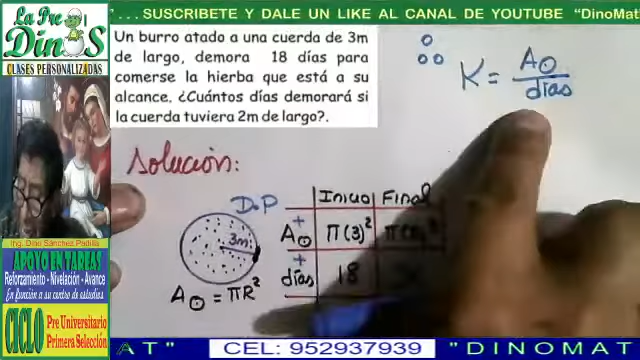 T"... SUSCRIBETE Y DALE UN LIKE AL CANAL DE YOUTUBE "DinoMat
La Pre
DinoS
CLASES PERSONALIZADAS
Un burro atado a una cuerda de 3m
de largo, demora 18 días para
comerse la hierba que está a su
alcance. ¿Cuántos días demorará si
la cuerda tuviera 2m de largo?.
∴ K = A⊙ / días
Solución:
D.P
Inicio Final
3m
A⊙ π(3)²
días 18
A⊙ = πR²
Ing. Dino Sánchez Padilla
APOYO EN TAREAS
Reforzamiento - Nivelación - Avance
En función a su centro de estudios
CICLO Pre Universitario
Primera Selección
AT" CEL: 952937939 "DINOMAT